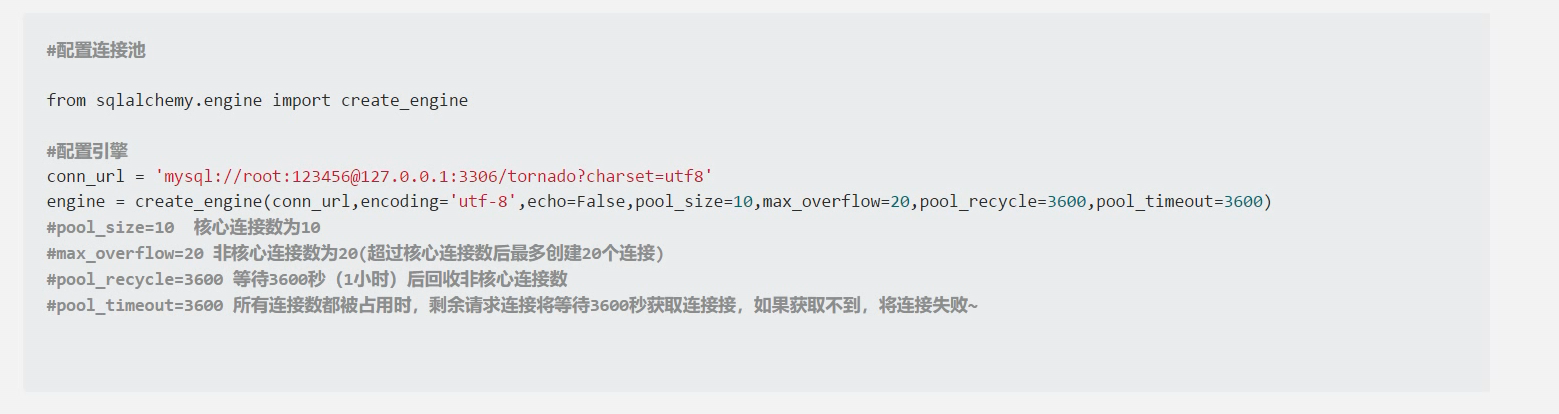 #配置连接池
from sqlalchemy.engine import create_engine
#配置引擎
conn_url = 'mysql://root:123456@127.0.0.1:3306/tornado?charset=utf8'
engine = create_engine(conn_url,encoding='utf-8',echo=False,pool_size=10,max_overflow=20,pool_recycle=3600,pool_timeout=3600)
#pool_size=10  核心连接数为10
#max_overflow=20 非核心连接数为20(超过核心连接数后最多创建20个连接)
#pool_recycle=3600 等待3600秒（1小时）后回收非核心连接数
#pool_timeout=3600 所有连接数都被占用时，剩余请求连接将等待3600秒获取连接接，如果获取不到，将连接失败~